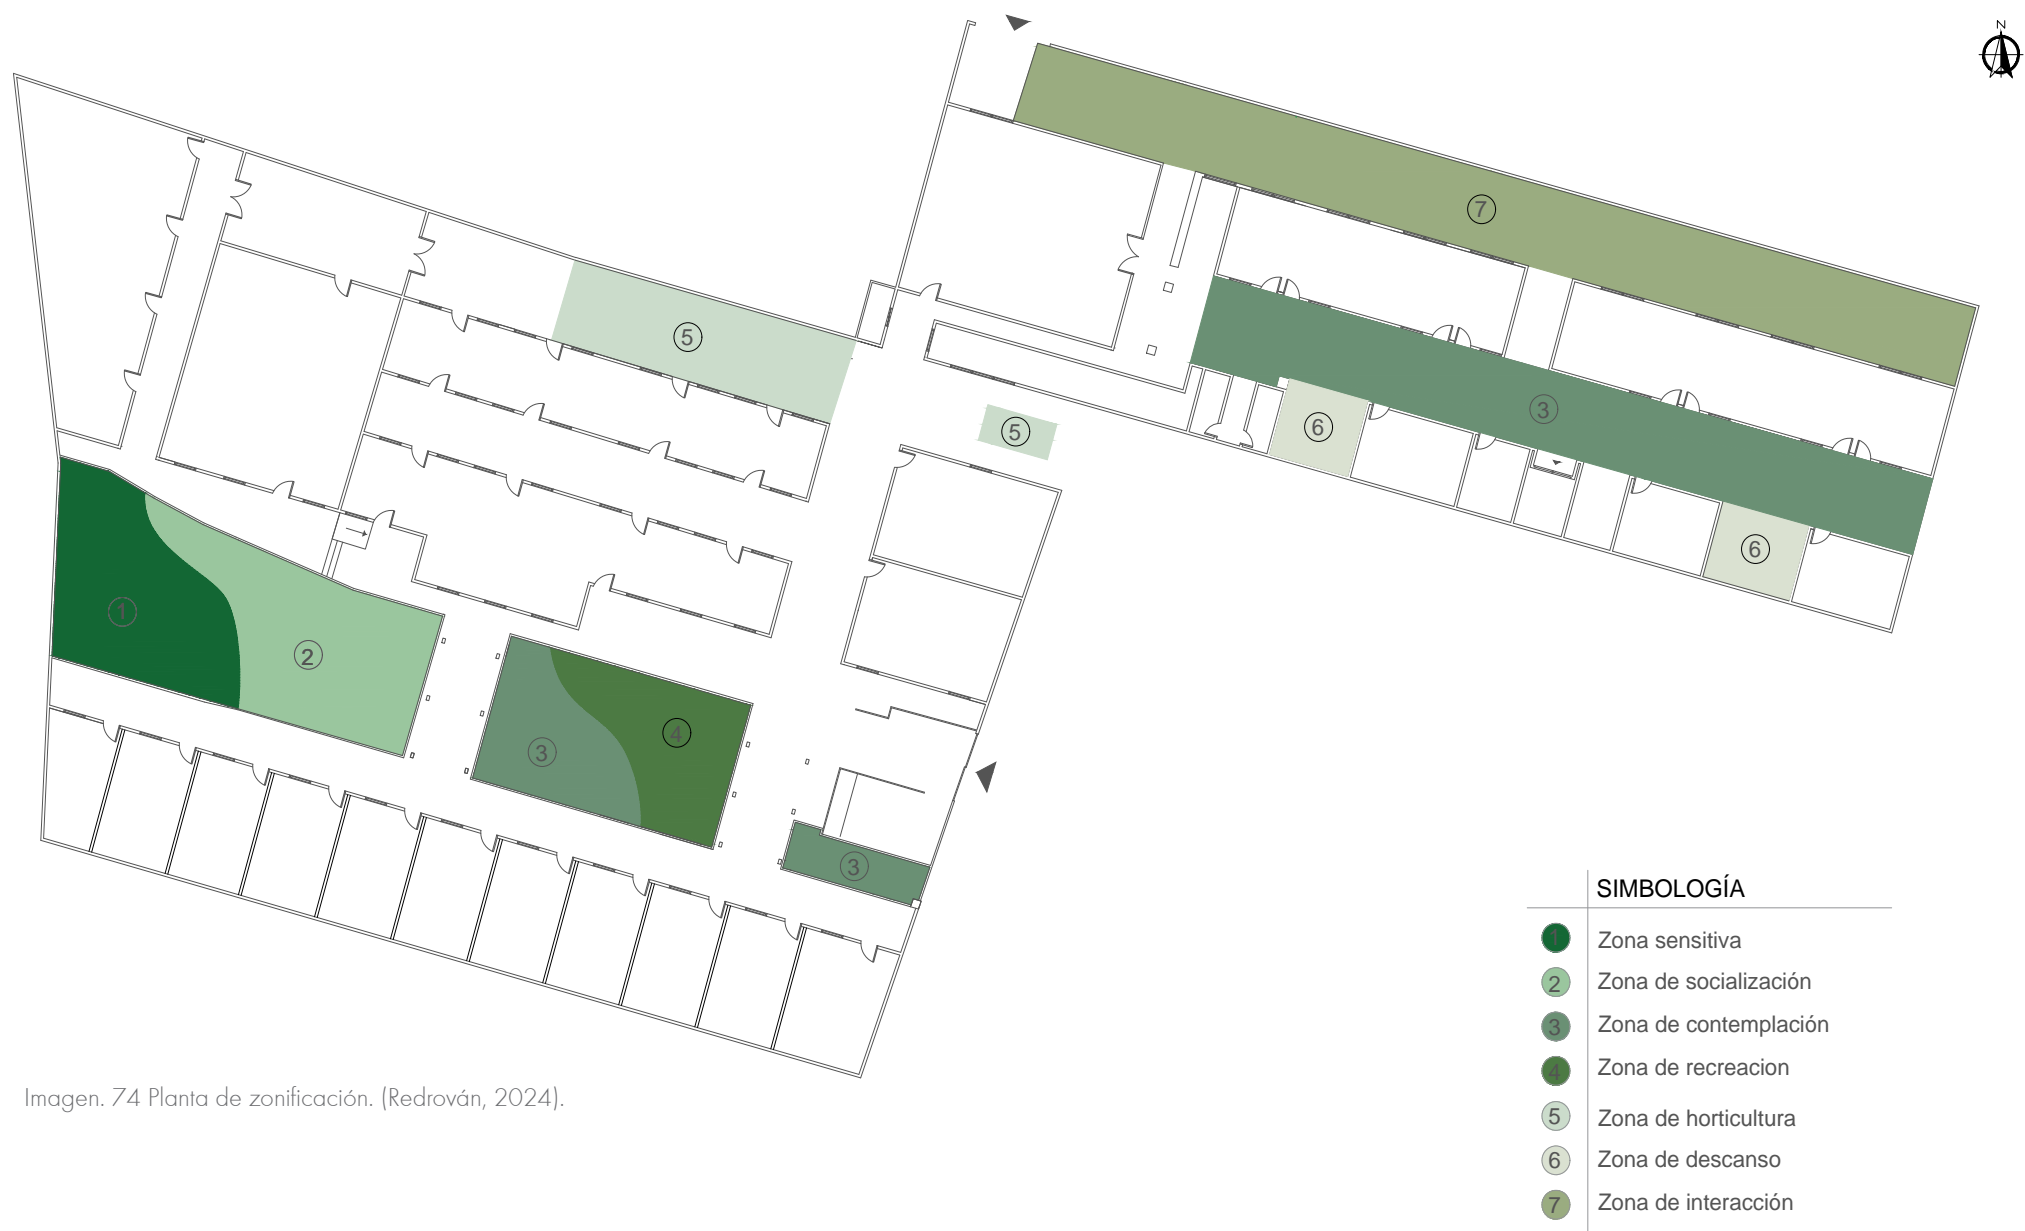 N
7
5
3
5
6
6
1
2
4
3
3
SIMBOLOGÍA
1 Zona sensitiva
2 Zona de socialización
3 Zona de contemplación
4 Zona de recreacion
5 Zona de horticultura
6 Zona de descanso
7 Zona de interacción
Imagen. 74 Planta de zonificación. (Redrován, 2024).